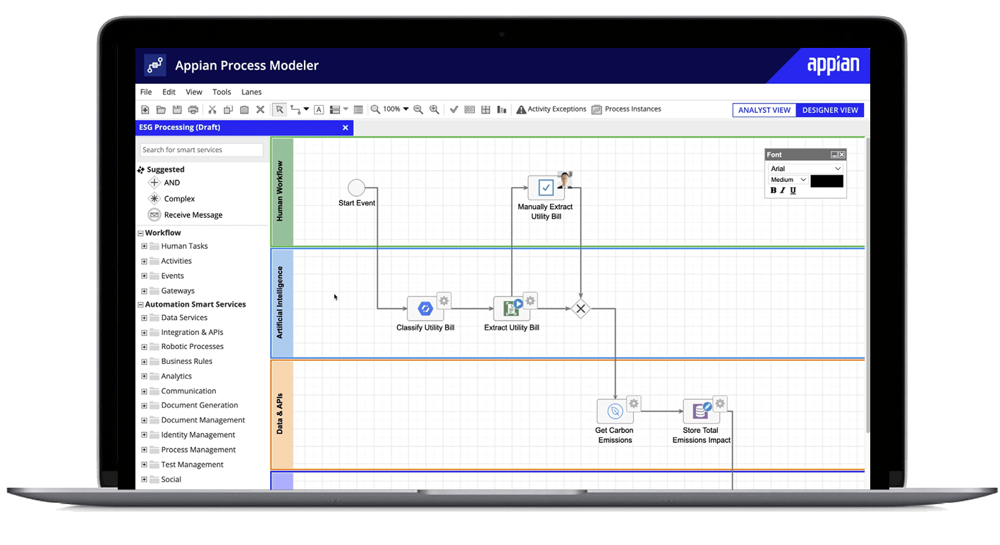 Appian Process Modeler
appian
File Edit View Tools Lanes
100% Activity Exceptions Process Instances ANALYST VIEW DESIGNER VIEW
ESG Processing (Draft)
Search for smart services
Suggested
AND
Complex
Receive Message
Workflow
Human Tasks
Activities
Events
Gateways
Automation Smart Services
Data Services
Integration & APIs
Robotic Processes
Business Rules
Analytics
Communication
Document Generation
Document Management
Identity Management
Process Management
Test Management
Social
Human Workflow
Start Event
Manually Extract
Utility Bill
Font
Arial
Medium
B I U
Artificial Intelligence
Classify Utility Bill
Extract Utility Bill
Data & APIs
Get Carbon
Emissions
Store Total
Emissions Impact